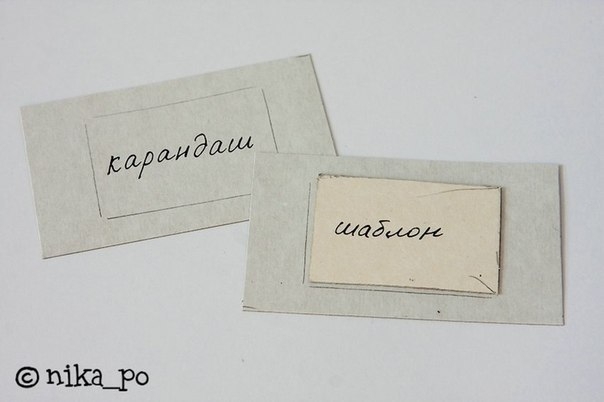 карандаш
шаблон
© nika_po